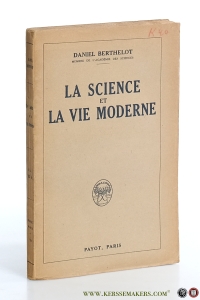 DANIEL BERTHELOT
MEMBRE DE L'ACADÉMIE DES SCIENCES
LA SCIENCE
ET
LA VIE MODERNE
PAYOT, PARIS
WWW.KERSSEMAKERS.COM